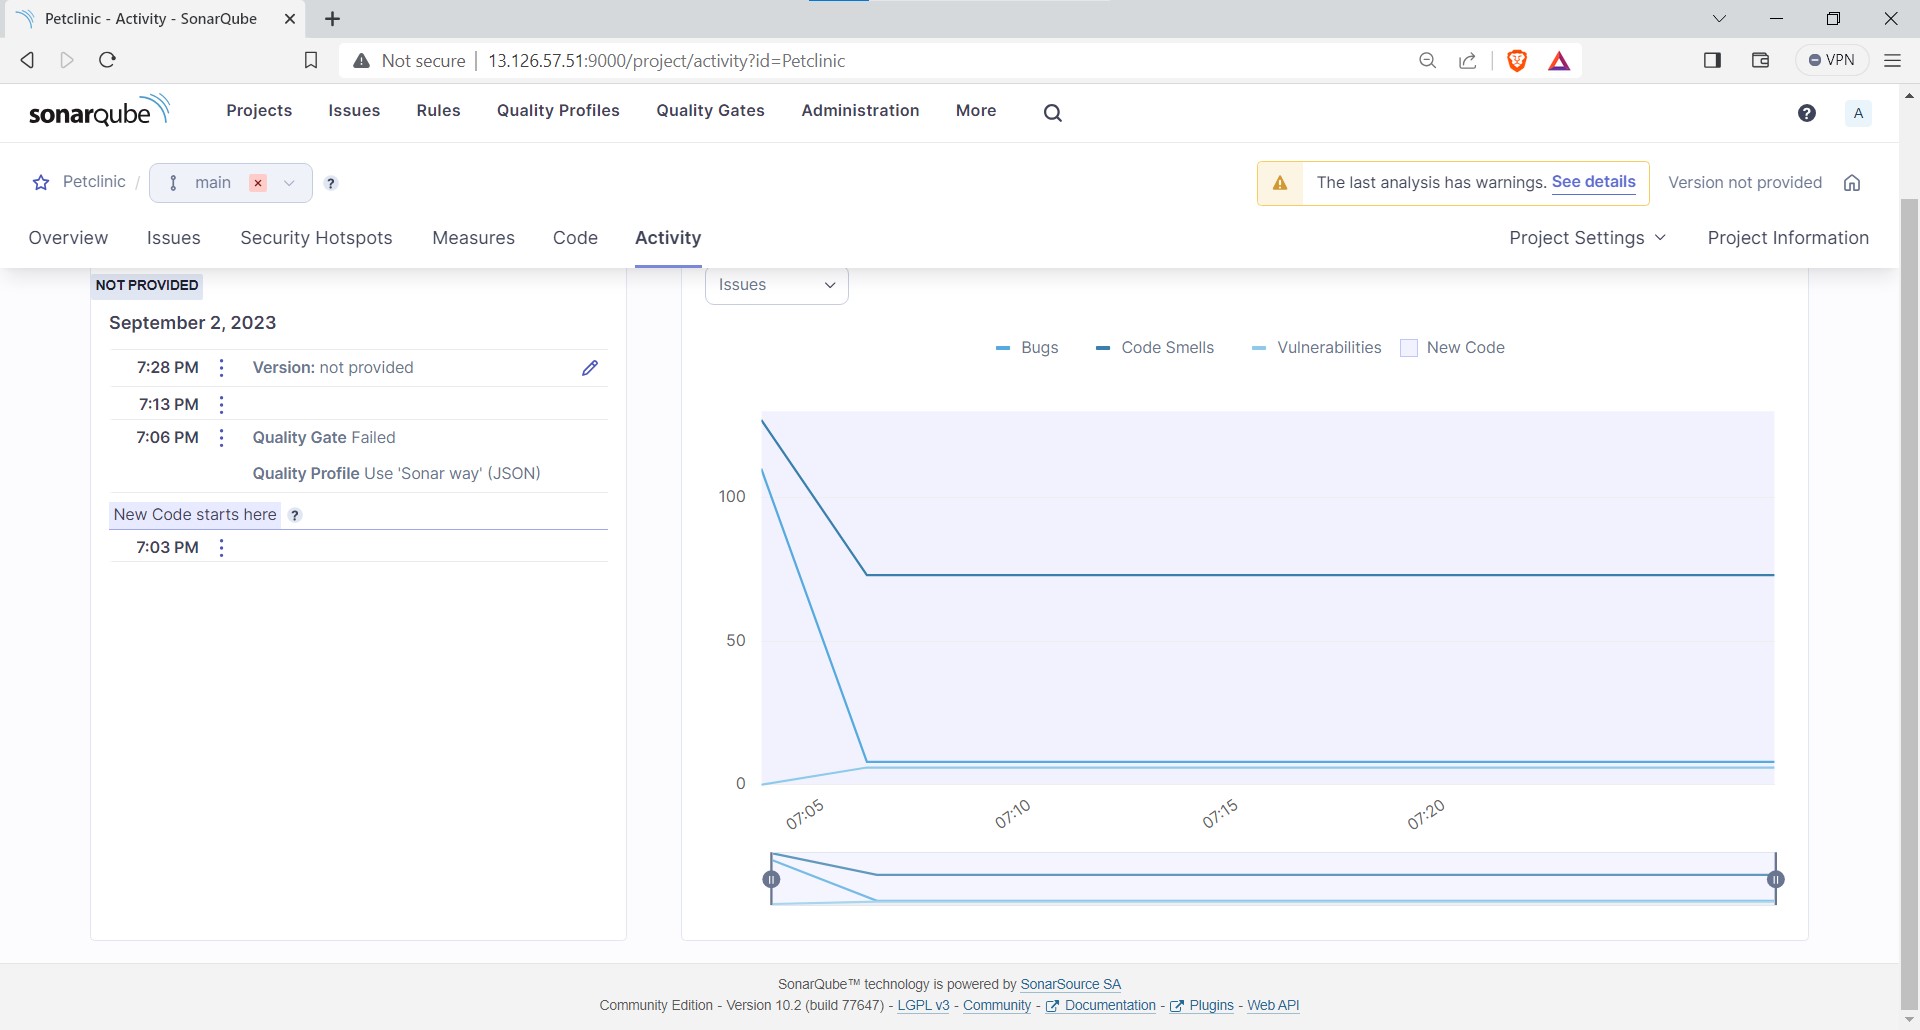 Petclinic - Activity - SonarQube
Not secure 13.126.57.51:9000/project/activity?id=Petclinic VPN
sonarqube Projects Issues Rules Quality Profiles Quality Gates Administration More ? A
Petclinic / main ? The last analysis has warnings. See details Version not provided
Overview Issues Security Hotspots Measures Code Activity Project Settings Project Information
NOT PROVIDED
September 2, 2023
7:28 PM Version: not provided
7:13 PM
7:06 PM Quality Gate Failed
Quality Profile Use 'Sonar way' (JSON)
New Code starts here ?
7:03 PM
Issues
Bugs Code Smells Vulnerabilities New Code
100
50
0
07:05 07:10 07:15 07:20
SonarQube™ technology is powered by SonarSource SA
Community Edition - Version 10.2 (build 77647) - LGPL v3 - Community - Documentation - Plugins - Web API